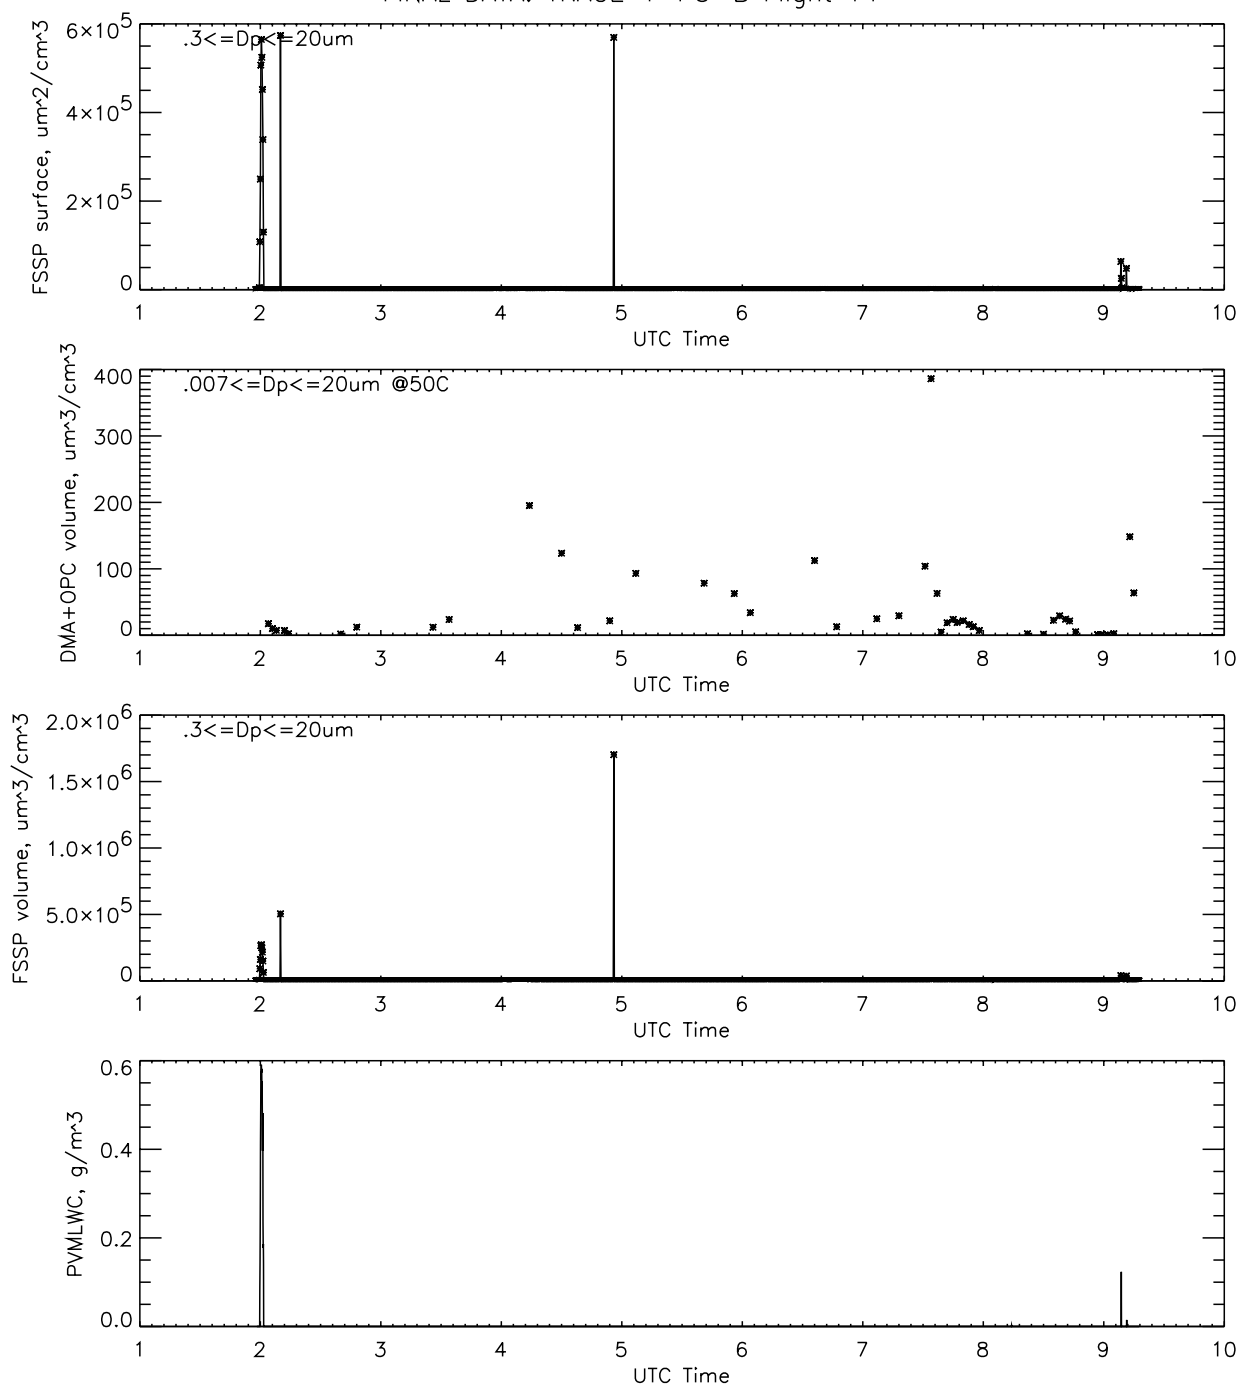 6×10^5
.3<=Dp<=20um
4×10^5
2×10^5
0
FSSP surface, um^2/cm^3
1 2 3 4 5 6 7 8 9 10
UTC Time
400
.007<=Dp<=20um @50C
300
200
100
0
DMA+OPC volume, um^3/cm^3
1 2 3 4 5 6 7 8 9 10
UTC Time
2.0×10^6
.3<=Dp<=20um
1.5×10^6
1.0×10^6
5.0×10^5
0
FSSP volume, um^3/cm^3
1 2 3 4 5 6 7 8 9 10
UTC Time
0.6
0.4
0.2
0.0
PVMLWC, g/m^3
1 2 3 4 5 6 7 8 9 10
UTC Time